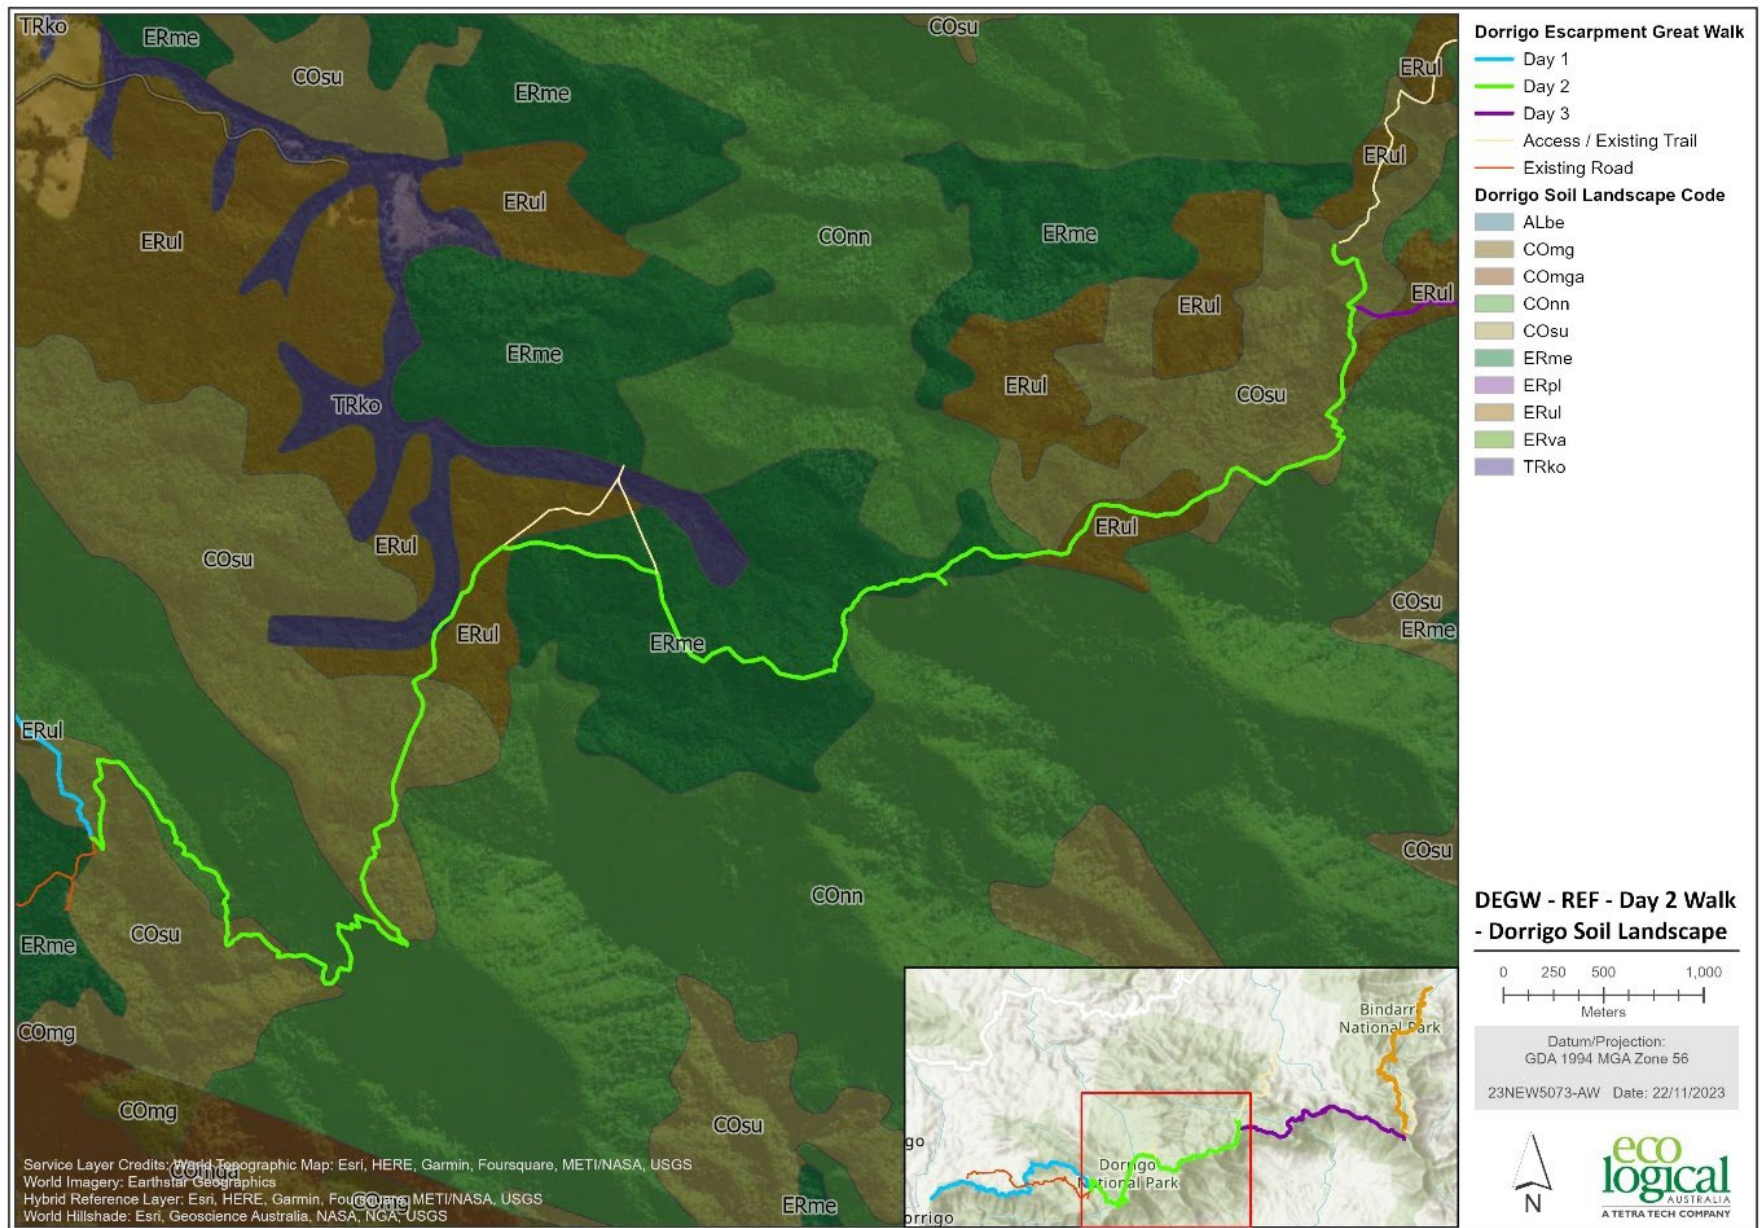 TRko
ERme
COsu
COsu
ERme
ERul
ERul
ERul
ERul
COnn
ERme
ERul
ERul
ERme
ERul
TRko
COsu
ERul
ERul
COsu
ERul
ERme
COsu
ERme
ERul
COsu
COnn
COsu
ERme
COmg
COmg
COsu
COmga
COmg
ERme
Service Layer Credits: World Topographic Map: Esri, HERE, Garmin, Foursquare, METI/NASA, USGS
World Imagery: Earthstar Geographics
Hybrid Reference Layer: Esri, HERE, Garmin, Foursquare, METI/NASA, USGS
World Hillshade: Esri, Geoscience Australia, NASA, NGA, USGS
Bindarri
National Park
go
Dorrigo
National Park
orrigo
Dorrigo Escarpment Great Walk
Day 1
Day 2
Day 3
Access / Existing Trail
Existing Road
Dorrigo Soil Landscape Code
ALbe
COmg
COmga
COnn
COsu
ERme
ERpl
ERul
ERva
TRko
DEGW - REF - Day 2 Walk
- Dorrigo Soil Landscape
0 250 500 1,000
Meters
Datum/Projection:
GDA 1994 MGA Zone 56
23NEW5073-AW Date: 22/11/2023
N
eco
logical
AUSTRALIA
A TETRA TECH COMPANY